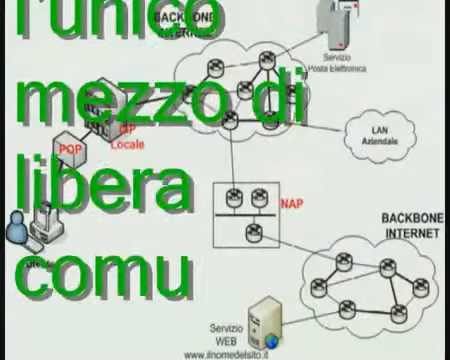 l'unico
mezzo di
libera
comu
BACKBONE
INTERNET
Servizio
Posta Elettronica
ISP
Locale
POP
LAN
Aziendale
NAP
BACKBONE
INTERNET
Servizio
WEB
www.ilnomedelsito.it